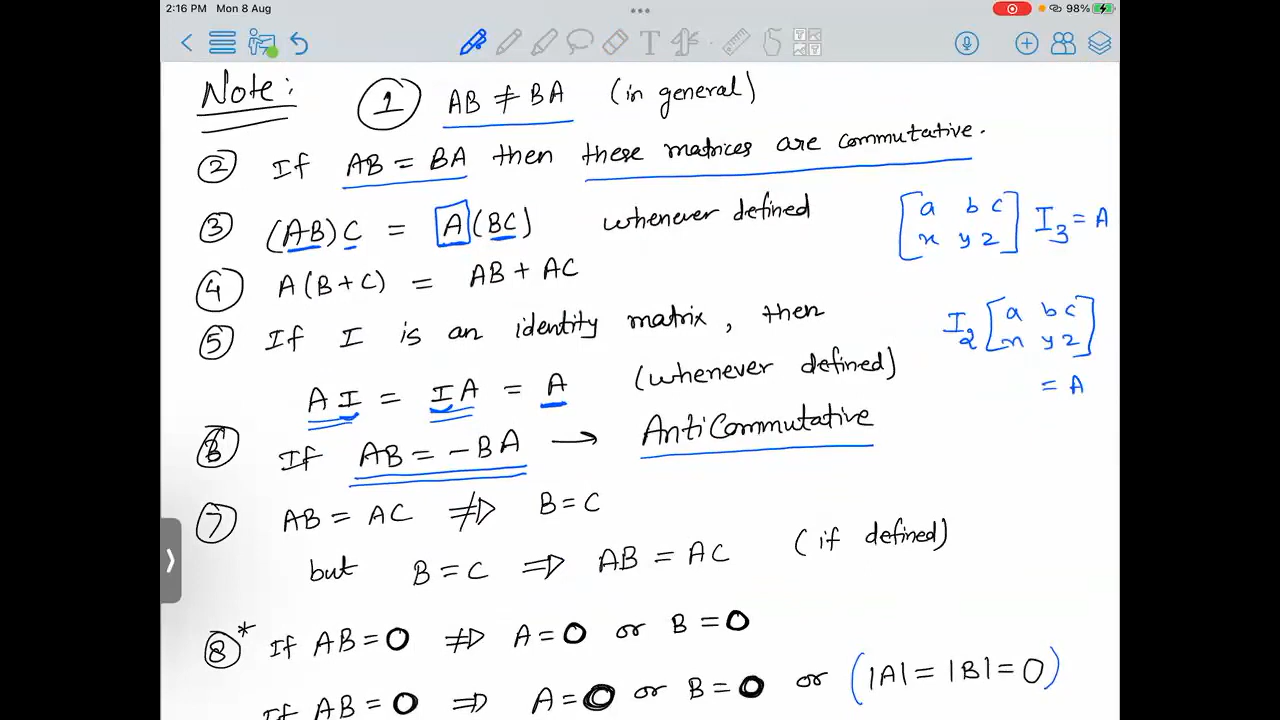 2:16 PM Mon 8 Aug
98%
T
Note: ① AB ≠ BA (in general)
② If AB = BA then these matrices are commutative.
③ (AB)C = A(BC) whenever defined
[a b c
x y z] I₃ = A
④ A(B+C) = AB + AC
⑤ If I is an identity matrix, then
I₂ [a b c
x y z]
= A
A I = I A = A (whenever defined)
⑥ If AB = -BA → AntiCommutative
⑦ AB = AC ⇏ B = C
but B = C ⇒ AB = AC (if defined)
⑧* If AB = O ⇏ A = O or B = O
If AB = O ⇒ A = O or B = O or (|A| = |B| = 0)